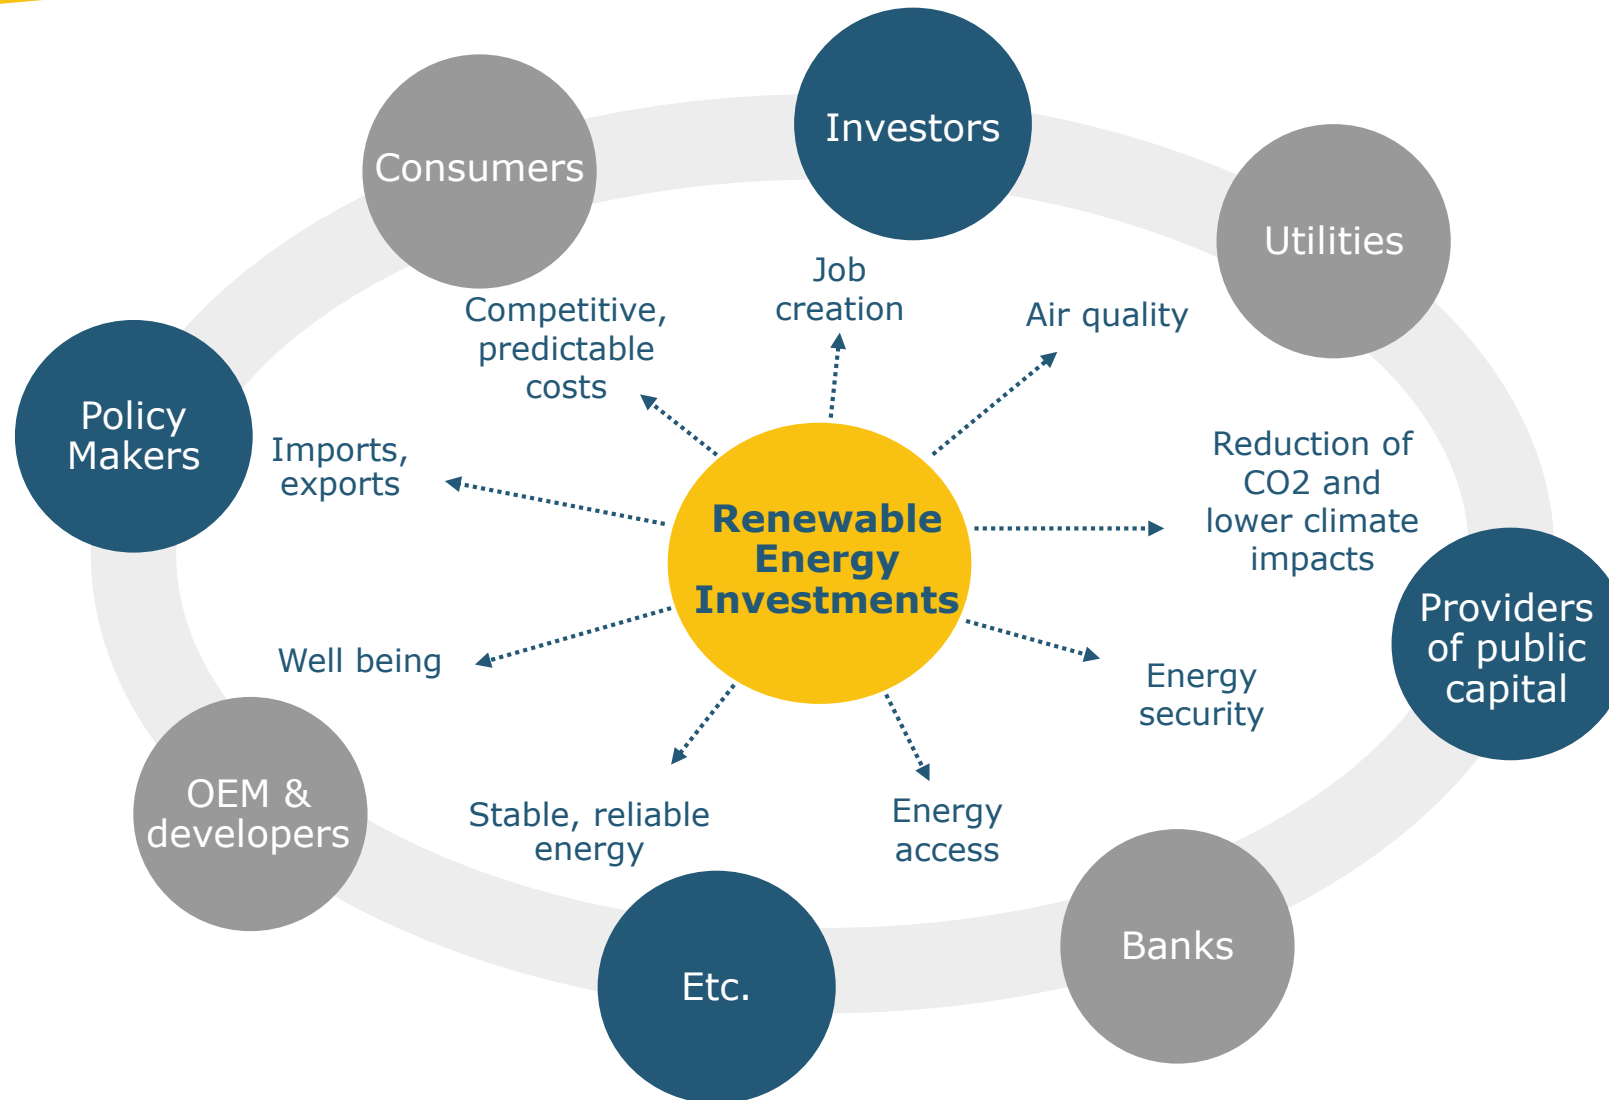 Investors
Consumers
Utilities
Job
creation
Competitive,
predictable
costs
Air quality
Policy
Makers
Imports,
exports
Reduction of
CO2 and
lower climate
impacts
Renewable
Energy
Investments
Providers
of public
capital
Well being
Energy
security
OEM &
developers
Stable, reliable
energy
Energy
access
Banks
Etc.